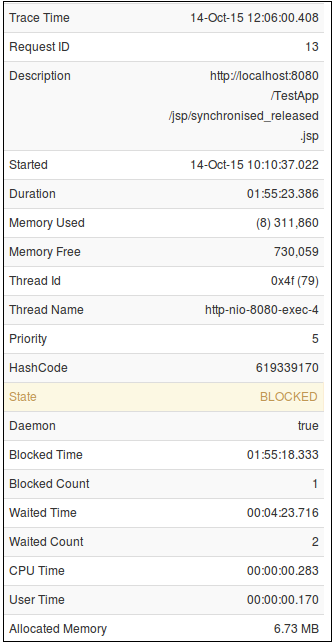 Trace Time 14-Oct-15 12:06:00.408
Request ID 13
Description http://localhost:8080
/TestApp
/jsp/synchronised_released
.jsp
Started 14-Oct-15 10:10:37.022
Duration 01:55:23.386
Memory Used (8) 311,860
Memory Free 730,059
Thread Id 0x4f (79)
Thread Name http-nio-8080-exec-4
Priority 5
HashCode 619339170
State BLOCKED
Daemon true
Blocked Time 01:55:18.333
Blocked Count 1
Waited Time 00:04:23.716
Waited Count 2
CPU Time 00:00:00.283
User Time 00:00:00.170
Allocated Memory 6.73 MB